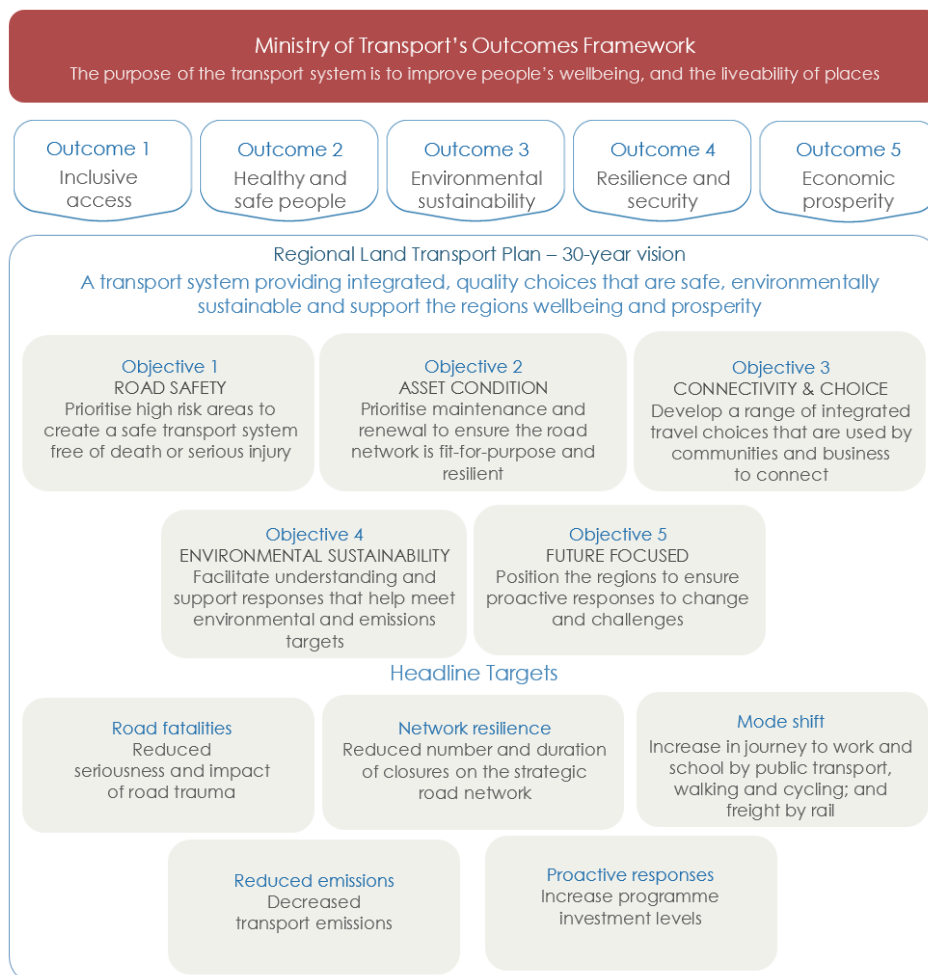 Ministry of Transport's Outcomes Framework
The purpose of the transport system is to improve people's wellbeing, and the liveability of places
Outcome 1
Inclusive
access
Outcome 2
Healthy and
safe people
Outcome 3
Environmental
sustainability
Outcome 4
Resilience and
security
Outcome 5
Economic
prosperity
Regional Land Transport Plan – 30-year vision
A transport system providing integrated, quality choices that are safe, environmentally
sustainable and support the regions wellbeing and prosperity
Objective 1
ROAD SAFETY
Prioritise high risk areas to
create a safe transport system
free of death or serious injury
Objective 2
ASSET CONDITION
Prioritise maintenance and
renewal to ensure the road
network is fit-for-purpose and
resilient
Objective 3
CONNECTIVITY & CHOICE
Develop a range of integrated
travel choices that are used by
communities and business
to connect
Objective 4
ENVIRONMENTAL SUSTAINABILITY
Facilitate understanding and
support responses that help meet
environmental and emissions
targets
Objective 5
FUTURE FOCUSED
Position the regions to ensure
proactive responses to change
and challenges
Headline Targets
Road fatalities
Reduced
seriousness and impact
of road trauma
Network resilience
Reduced number and duration
of closures on the strategic
road network
Mode shift
Increase in journey to work and
school by public transport,
walking and cycling; and
freight by rail
Reduced emissions
Decreased
transport emissions
Proactive responses
Increase programme
investment levels